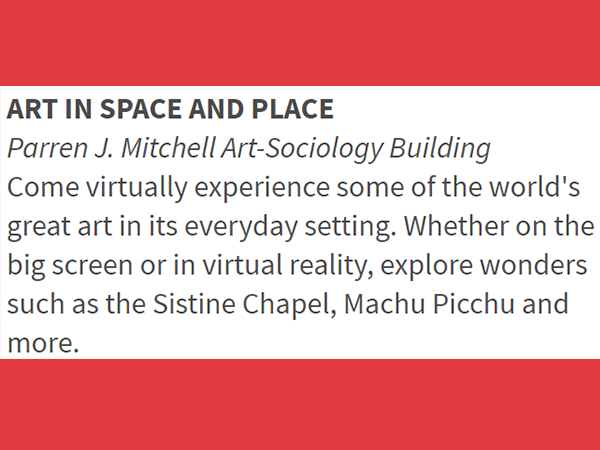 ART IN SPACE AND PLACE
Parren J. Mitchell Art-Sociology Building
Come virtually experience some of the world's
great art in its everyday setting. Whether on the
big screen or in virtual reality, explore wonders
such as the Sistine Chapel, Machu Picchu and
more.